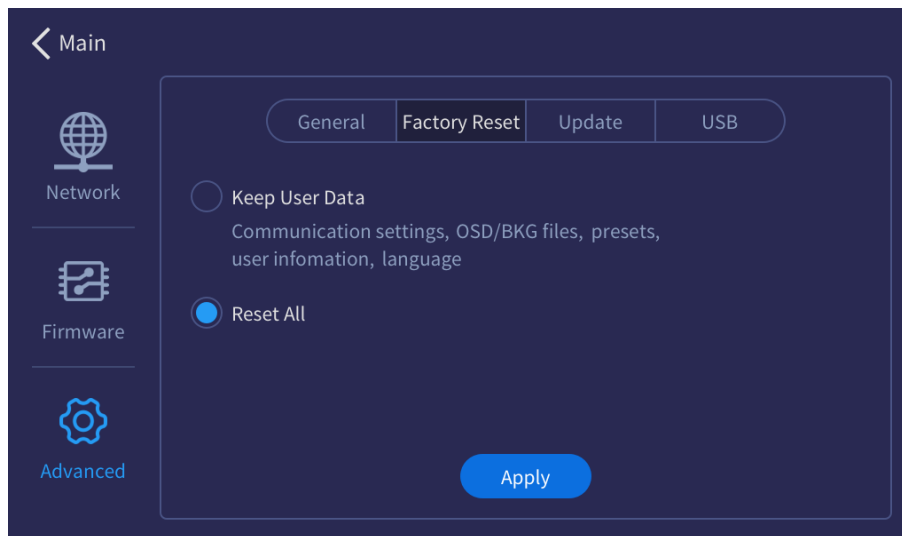 Main
Network
Firmware
Advanced
General Factory Reset Update USB
Keep User Data
Communication settings, OSD/BKG files, presets,
user infomation, language
Reset All
Apply